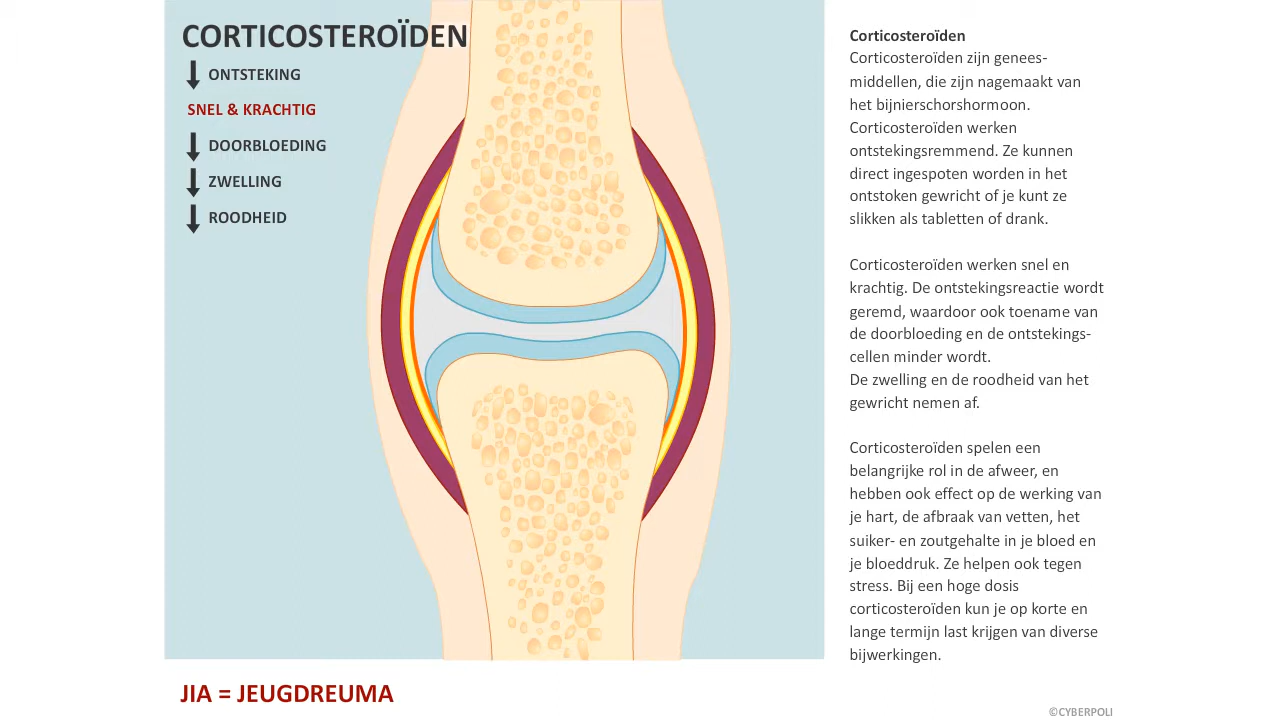 CORTICOSTEROÏDEN
ONTSTEKING
SNEL & KRACHTIG
DOORBLOEDING
ZWELLING
ROODHEID
Corticosteroïden
Corticosteroïden zijn genees-
middellen, die zijn nagemaakt van
het bijnierschorshormoon.
Corticosteroïden werken
ontstekingsremmend. Ze kunnen
direct ingespoten worden in het
ontstoken gewricht of je kunt ze
slikken als tabletten of drank.
Corticosteroïden werken snel en
krachtig. De ontstekingsreactie wordt
geremd, waardoor ook toename van
de doorbloeding en de ontstekings-
cellen minder wordt.
De zwelling en de roodheid van het
gewricht nemen af.
Corticosteroïden spelen een
belangrijke rol in de afweer, en
hebben ook effect op de werking van
je hart, de afbraak van vetten, het
suiker- en zoutgehalte in je bloed en
je bloeddruk. Ze helpen ook tegen
stress. Bij een hoge dosis
corticosteroïden kun je op korte en
lange termijn last krijgen van diverse
bijwerkingen.
JIA = JEUGDREUMA
©CYBERPOLI